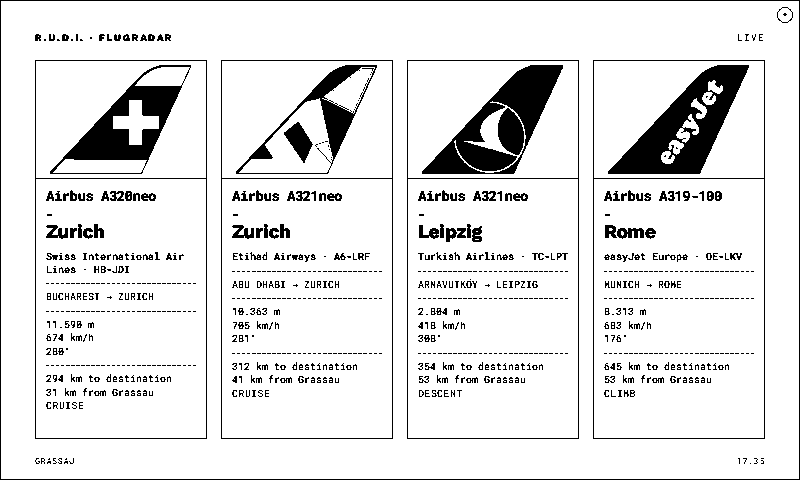 R.U.D.I. · FLUGRADAR
LIVE
easyJet
Airbus A320neo
-
Zurich
Swiss International Air
Lines · HB-JDI
BUCHAREST → ZURICH
11.590 m
674 km/h
280°
294 km to destination
31 km from Grassau
CRUISE
Airbus A321neo
-
Zurich
Etihad Airways · A6-LRF
ABU DHABI → ZURICH
10.363 m
705 km/h
281°
312 km to destination
41 km from Grassau
CRUISE
Airbus A321neo
-
Leipzig
Turkish Airlines · TC-LPT
ARNAVUTKÖY → LEIPZIG
2.804 m
418 km/h
308°
354 km to destination
53 km from Grassau
DESCENT
Airbus A319-100
-
Rome
easyJet Europe · OE-LKV
MUNICH → ROME
8.313 m
683 km/h
176°
645 km to destination
53 km from Grassau
CLIMB
GRASSAU
17.35